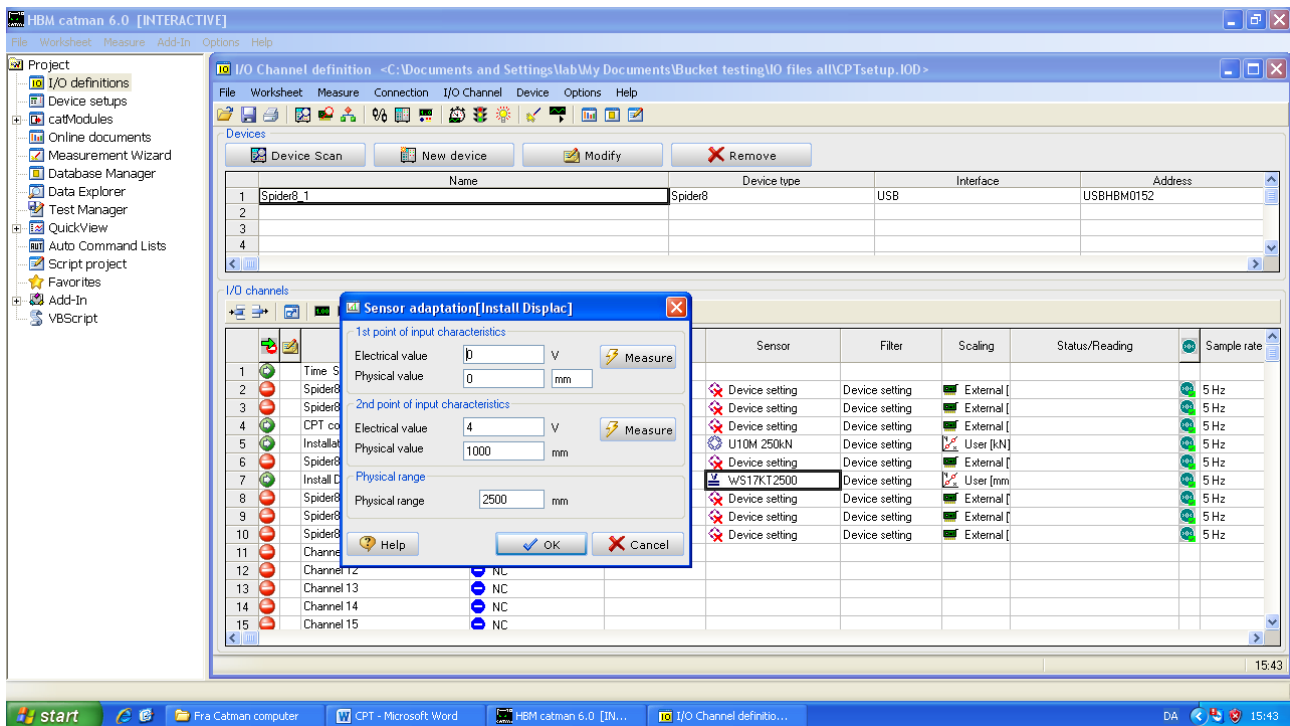 HBM catman 6.0 [INTERACTIVE]
File Worksheet Measure Add-In Options Help
Project
I/O definitions
Device setups
catModules
Online documents
Measurement Wizard
Database Manager
Data Explorer
Test Manager
QuickView
Auto Command Lists
Script project
Favorites
Add-In
VBScript
I/O Channel definition <C:\Documents and Settings\lab\My Documents\Bucket testing\IO files all\CPTsetup.IOD>
File Worksheet Measure Connection I/O Channel Device Options Help
Devices
Device Scan New device Modify Remove
Name Device type Interface Address
1 Spider8_1 Spider8 USB USBHBM0152
2
3
4
I/O channels
Sensor Filter Scaling Status/Reading Sample rate
1 Time S
2 Spider8 Device setting Device setting External [ 5 Hz
3 Spider8 Device setting Device setting External [ 5 Hz
4 CPT co Device setting Device setting External [ 5 Hz
5 Installat U10M 250kN Device setting User [kN] 5 Hz
6 Spider8 Device setting Device setting External [ 5 Hz
7 Install D WS17KT2500 Device setting User [mm 5 Hz
8 Spider8 Device setting Device setting External [ 5 Hz
9 Spider8 Device setting Device setting External [ 5 Hz
10 Spider8 Device setting Device setting External [ 5 Hz
11 Channe
12 Channel 12 NC
13 Channel 13 NC
14 Channel 14 NC
15 Channel 15 NC
Sensor adaptation[Install Displac]
1st point of input characteristics
Electrical value 0 V Measure
Physical value 0 mm
2nd point of input characteristics
Electrical value 4 V Measure
Physical value 1000 mm
Physical range
Physical range 2500 mm
Help OK Cancel
15:43
start Fra Catman computer CPT - Microsoft Word HBM catman 6.0 [IN... I/O Channel definitio... DA 15:43